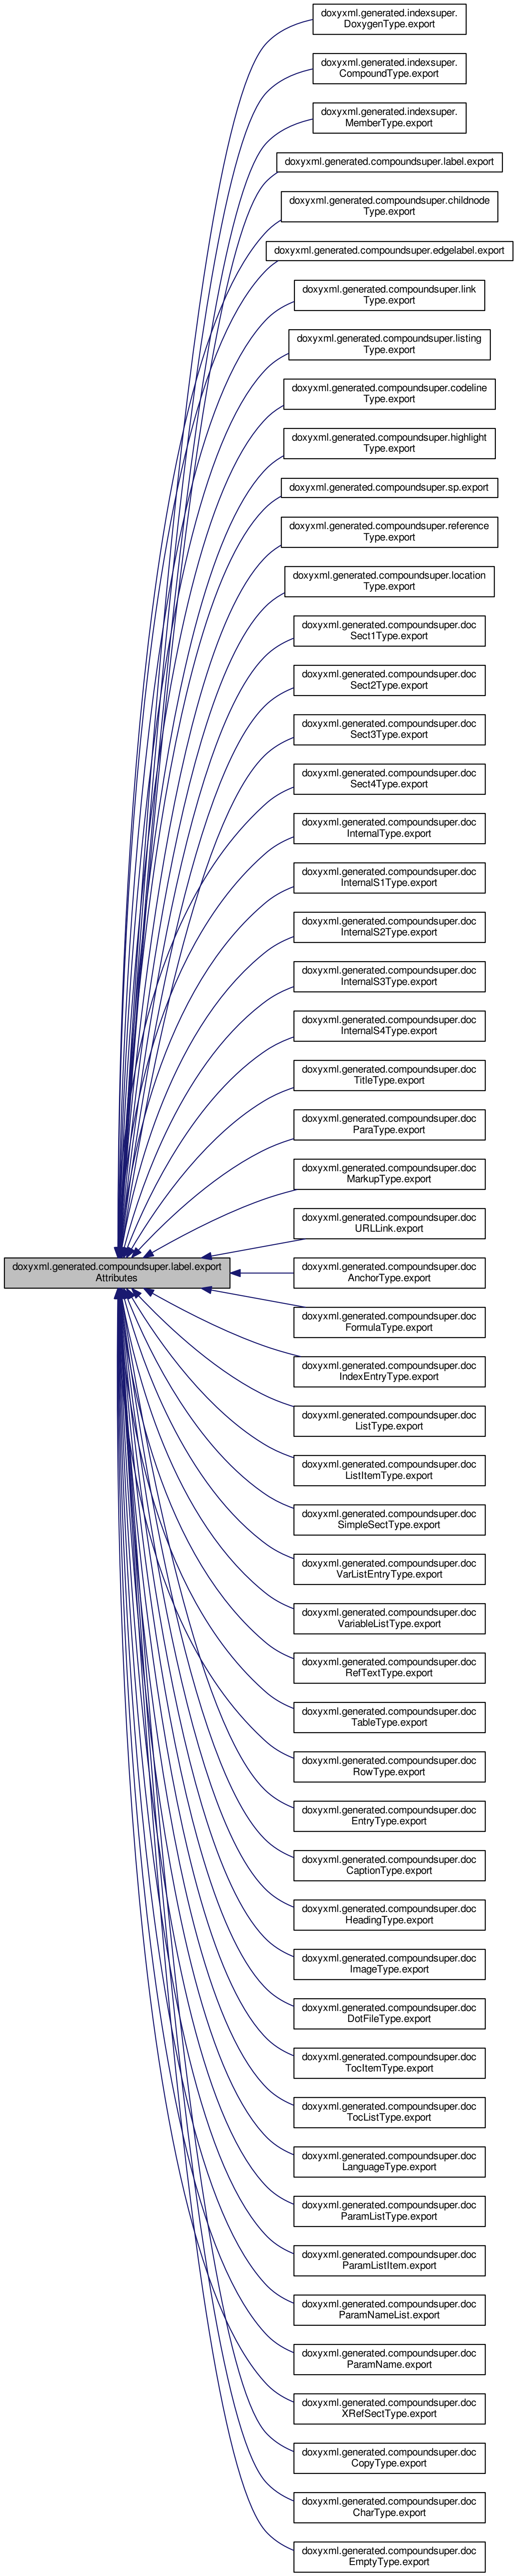 doxyxml.generated.indexsuper.
DoxygenType.export
doxyxml.generated.indexsuper.
CompoundType.export
doxyxml.generated.indexsuper.
MemberType.export
doxyxml.generated.compoundsuper.label.export
doxyxml.generated.compoundsuper.childnode
Type.export
doxyxml.generated.compoundsuper.edgelabel.export
doxyxml.generated.compoundsuper.link
Type.export
doxyxml.generated.compoundsuper.listing
Type.export
doxyxml.generated.compoundsuper.codeline
Type.export
doxyxml.generated.compoundsuper.highlight
Type.export
doxyxml.generated.compoundsuper.sp.export
doxyxml.generated.compoundsuper.reference
Type.export
doxyxml.generated.compoundsuper.location
Type.export
doxyxml.generated.compoundsuper.doc
Sect1Type.export
doxyxml.generated.compoundsuper.doc
Sect2Type.export
doxyxml.generated.compoundsuper.doc
Sect3Type.export
doxyxml.generated.compoundsuper.doc
Sect4Type.export
doxyxml.generated.compoundsuper.doc
InternalType.export
doxyxml.generated.compoundsuper.doc
InternalS1Type.export
doxyxml.generated.compoundsuper.doc
InternalS2Type.export
doxyxml.generated.compoundsuper.doc
InternalS3Type.export
doxyxml.generated.compoundsuper.doc
InternalS4Type.export
doxyxml.generated.compoundsuper.doc
TitleType.export
doxyxml.generated.compoundsuper.doc
ParaType.export
doxyxml.generated.compoundsuper.doc
MarkupType.export
doxyxml.generated.compoundsuper.doc
URLLink.export
doxyxml.generated.compoundsuper.label.export
Attributes
doxyxml.generated.compoundsuper.doc
AnchorType.export
doxyxml.generated.compoundsuper.doc
FormulaType.export
doxyxml.generated.compoundsuper.doc
IndexEntryType.export
doxyxml.generated.compoundsuper.doc
ListType.export
doxyxml.generated.compoundsuper.doc
ListItemType.export
doxyxml.generated.compoundsuper.doc
SimpleSectType.export
doxyxml.generated.compoundsuper.doc
VarListEntryType.export
doxyxml.generated.compoundsuper.doc
VariableListType.export
doxyxml.generated.compoundsuper.doc
RefTextType.export
doxyxml.generated.compoundsuper.doc
TableType.export
doxyxml.generated.compoundsuper.doc
RowType.export
doxyxml.generated.compoundsuper.doc
EntryType.export
doxyxml.generated.compoundsuper.doc
CaptionType.export
doxyxml.generated.compoundsuper.doc
HeadingType.export
doxyxml.generated.compoundsuper.doc
ImageType.export
doxyxml.generated.compoundsuper.doc
DotFileType.export
doxyxml.generated.compoundsuper.doc
TocItemType.export
doxyxml.generated.compoundsuper.doc
TocListType.export
doxyxml.generated.compoundsuper.doc
LanguageType.export
doxyxml.generated.compoundsuper.doc
ParamListType.export
doxyxml.generated.compoundsuper.doc
ParamListItem.export
doxyxml.generated.compoundsuper.doc
ParamNameList.export
doxyxml.generated.compoundsuper.doc
ParamName.export
doxyxml.generated.compoundsuper.doc
XRefSectType.export
doxyxml.generated.compoundsuper.doc
CopyType.export
doxyxml.generated.compoundsuper.doc
CharType.export
doxyxml.generated.compoundsuper.doc
EmptyType.export